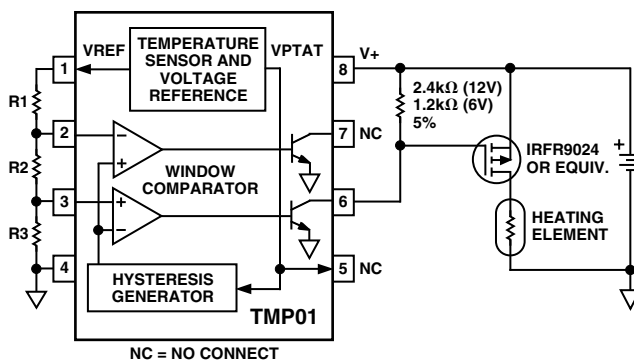 VREF
TEMPERATURE
SENSOR AND
VOLTAGE
REFERENCE
VPTAT
V+
1
8
R1
2
7
NC
R2
WINDOW
COMPARATOR
3
6
R3
4
5
NC
HYSTERESIS
GENERATOR
TMP01
2.4kΩ (12V)
1.2kΩ (6V)
5%
IRFR9024
OR EQUIV.
HEATING
ELEMENT
NC = NO CONNECT